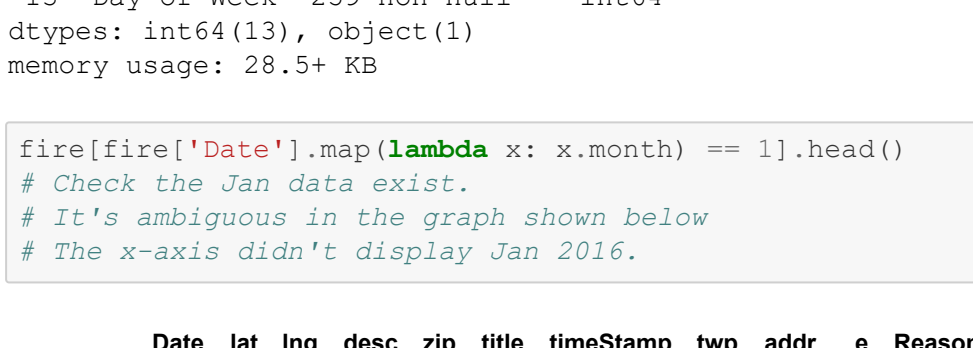 dtypes: int64(13), object(1)
memory usage: 28.5+ KB
fire[fire['Date'].map(lambda x: x.month) == 1].head()
# Check the Jan data exist.
# It's ambiguous in the graph shown below
# The x-axis didn't display Jan 2016.
Date lat lng desc zip title timeStamp twp addr e Reason